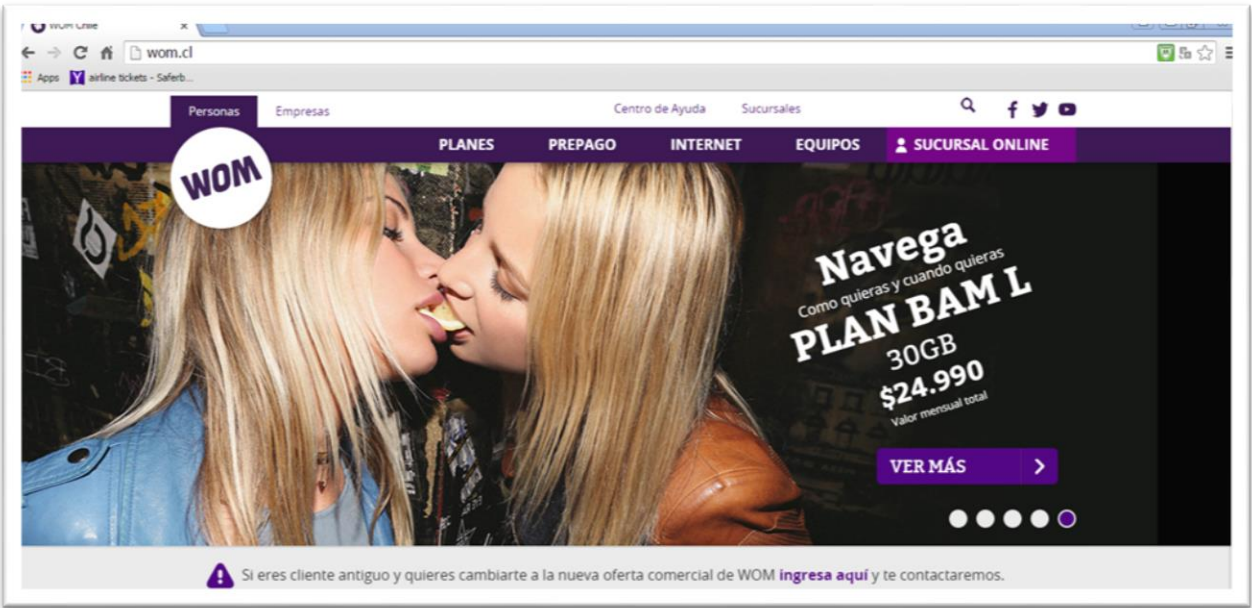 WOM Chile
wom.cl
Apps airline tickets - Saferb...
Personas Empresas Centro de Ayuda Sucursales
PLANES PREPAGO INTERNET EQUIPOS SUCURSAL ONLINE
WOM
Navega
Como quieras y cuando quieras
PLAN BAM L
30GB
$24.990
Valor mensual total
VER MÁS
Si eres cliente antiguo y quieres cambiarte a la nueva oferta comercial de WOM ingresa aquí y te contactaremos.